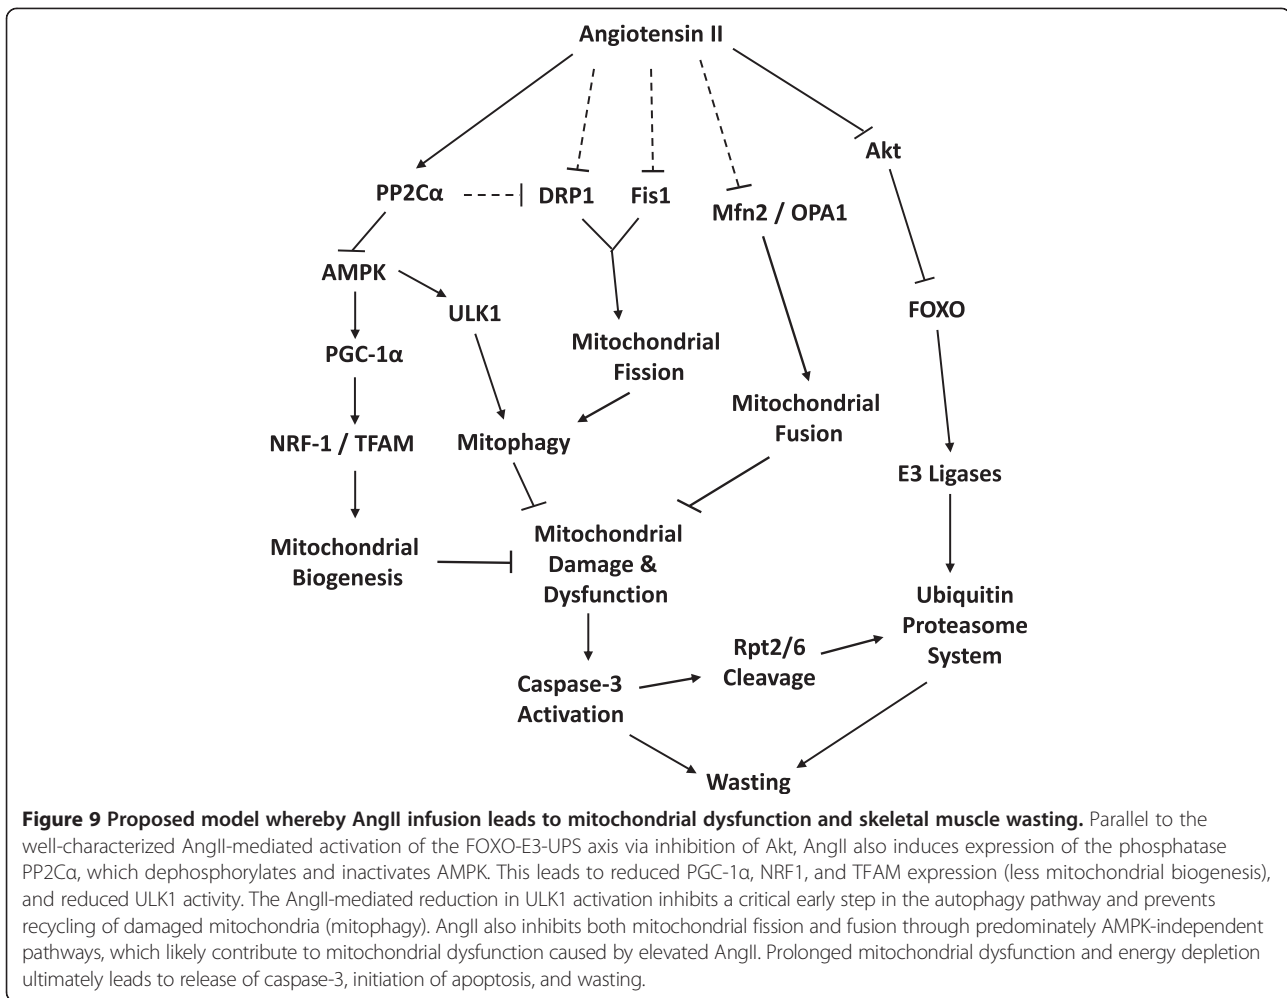 Angiotensin II
Akt
PP2Cα
DRP1
Fis1
Mfn2 / OPA1
AMPK
ULK1
FOXO
PGC-1α
Mitochondrial
Fission
Mitochondrial
Fusion
NRF-1 / TFAM
Mitophagy
E3 Ligases
Mitochondrial
Biogenesis
Mitochondrial
Damage &
Dysfunction
Ubiquitin
Proteasome
System
Rpt2/6
Cleavage
Caspase-3
Activation
Wasting
Figure 9 Proposed model whereby AngII infusion leads to mitochondrial dysfunction and skeletal muscle wasting. Parallel to the
well-characterized AngII-mediated activation of the FOXO-E3-UPS axis via inhibition of Akt, AngII also induces expression of the phosphatase
PP2Cα, which dephosphorylates and inactivates AMPK. This leads to reduced PGC-1α, NRF1, and TFAM expression (less mitochondrial biogenesis),
and reduced ULK1 activity. The AngII-mediated reduction in ULK1 activation inhibits a critical early step in the autophagy pathway and prevents
recycling of damaged mitochondria (mitophagy). AngII also inhibits both mitochondrial fission and fusion through predominately AMPK-independent
pathways, which likely contribute to mitochondrial dysfunction caused by elevated AngII. Prolonged mitochondrial dysfunction and energy depletion
ultimately leads to release of caspase-3, initiation of apoptosis, and wasting.